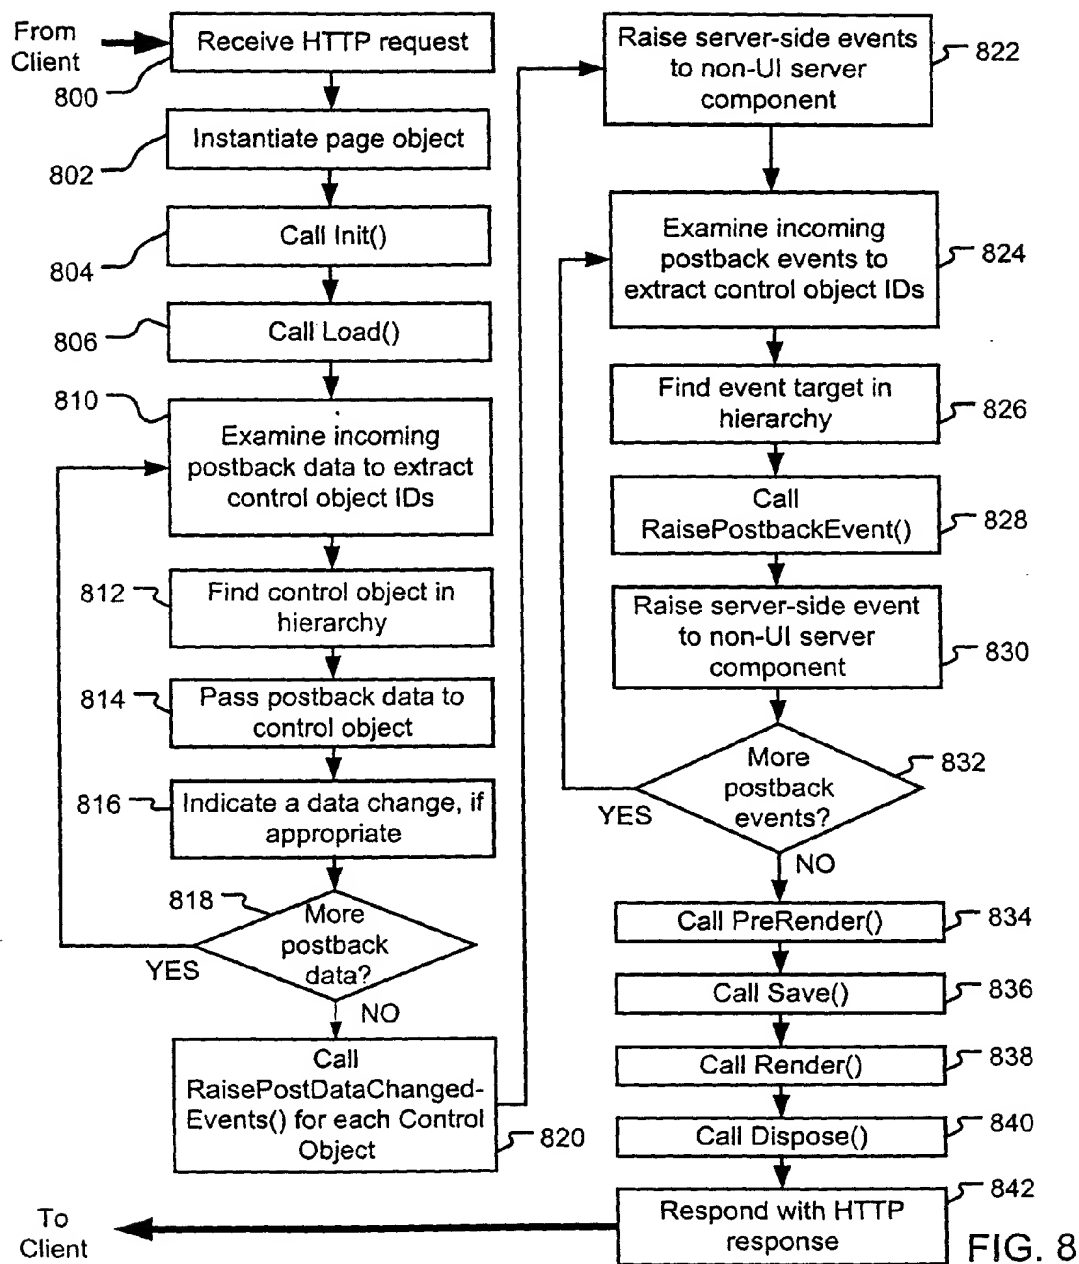 From
Client
Receive HTTP request
800
Instantiate page object
802
Call Init()
804
Call Load()
806
810
Examine incoming
postback data to extract
control object IDs
812
Find control object in
hierarchy
814
Pass postback data to
control object
816
Indicate a data change, if
appropriate
818
More
postback
data?
YES
NO
Call
RaisePostDataChanged-
Events() for each Control
Object
820
Raise server-side events
to non-UI server
component
822
Examine incoming
postback events to
extract control object IDs
824
Find event target in
hierarchy
826
Call
RaisePostbackEvent()
828
Raise server-side event
to non-UI server
component
830
More
postback
events?
832
YES
NO
Call PreRender()
834
Call Save()
836
Call Render()
838
Call Dispose()
840
Respond with HTTP
response
842
To
Client
FIG. 8